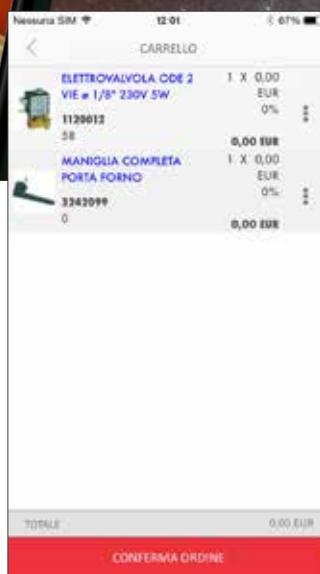 Nessuna SIM 12:01 67%
CARRELLO
ELETTROVALVOLA ODE 2
VIE ø 1/8" 230V 5W
1120012
58
1 X 0,00
EUR
0%
0,00 EUR
MANIGLIA COMPLETA
PORTA FORNO
3242099
0
1 X 0,00
EUR
0%
0,00 EUR
TOTALE 0,00 EUR
CONFERMA ORDINE